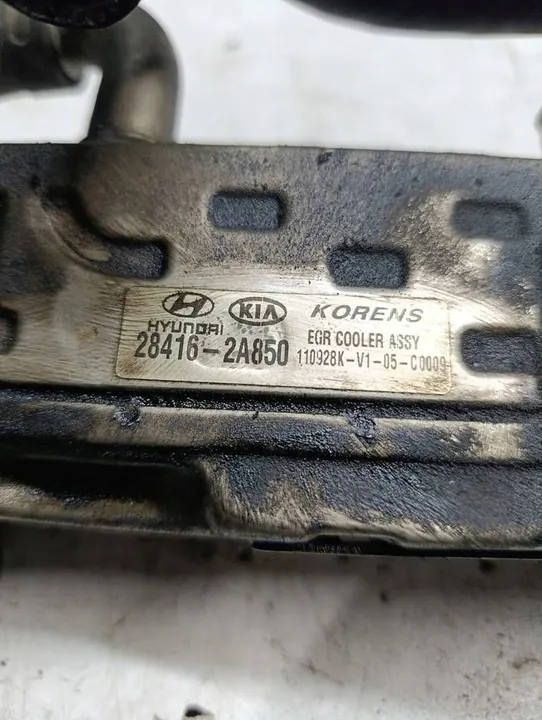 HYUNDAI KIA KORENS
28416-2A850 EGR COOLER ASSY
110928K-V1-05-C0009